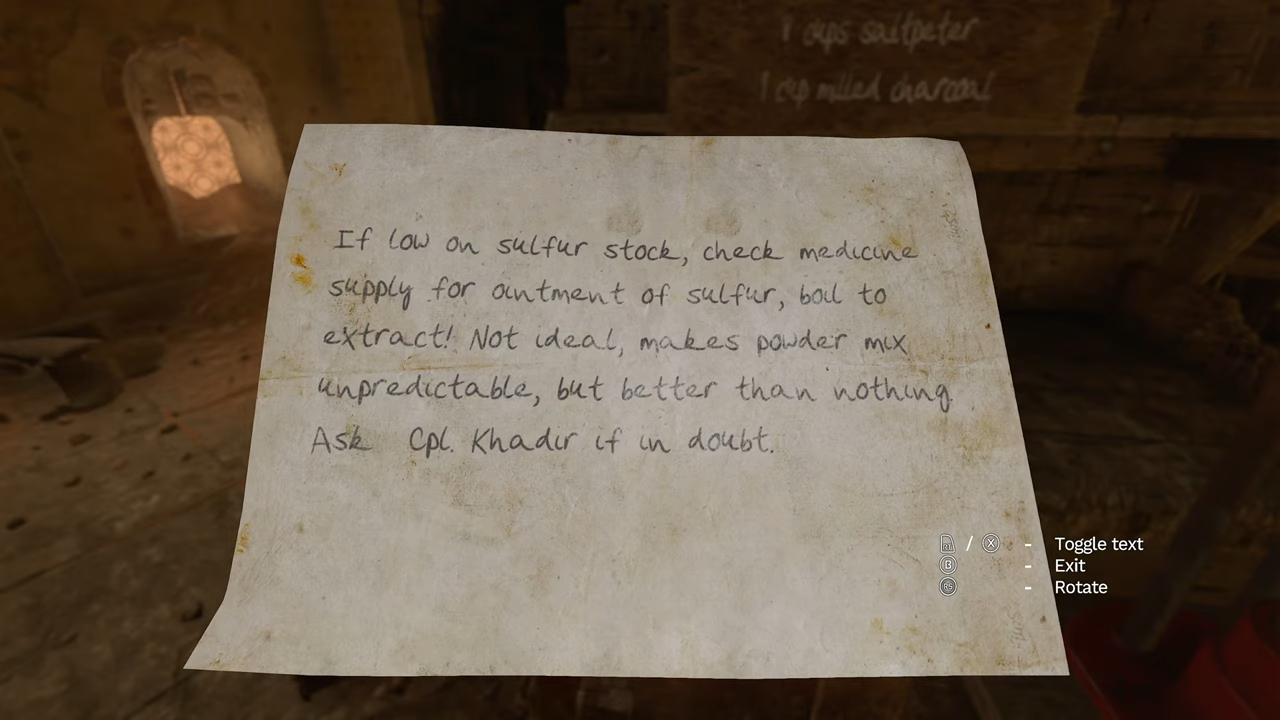 1 cups saltpeter
1 cup milled charcoal
If low on sulfur stock, check medicine
supply for ointment of sulfur, boil to
extract! Not ideal, makes powder mix
unpredictable, but better than nothing
Ask Cpl. Khadir if in doubt.
R1 / X - Toggle text
B - Exit
RS - Rotate